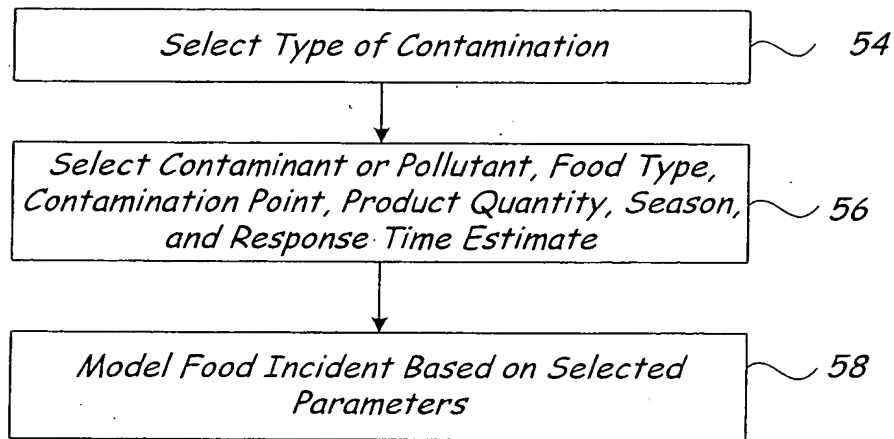 Select Type of Contamination
54
Select Contaminant or Pollutant, Food Type,
Contamination Point, Product Quantity, Season,
and Response Time Estimate
56
Model Food Incident Based on Selected
Parameters
58